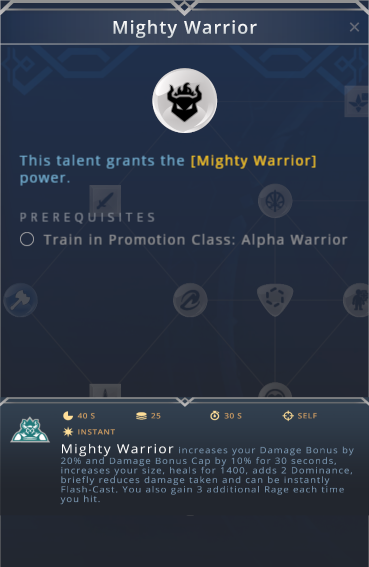 Mighty Warrior ×
This talent grants the [Mighty Warrior]
power.
PREREQUISITES
Train in Promotion Class: Alpha Warrior
40 S 25 30 S SELF
INSTANT
Mighty Warrior increases your Damage Bonus by
20% and Damage Bonus Cap by 10% for 30 seconds,
increases your size, heals for 1400, adds 2 Dominance,
briefly reduces damage taken and can be instantly
Flash-Cast. You also gain 3 additional Rage each time
you hit.